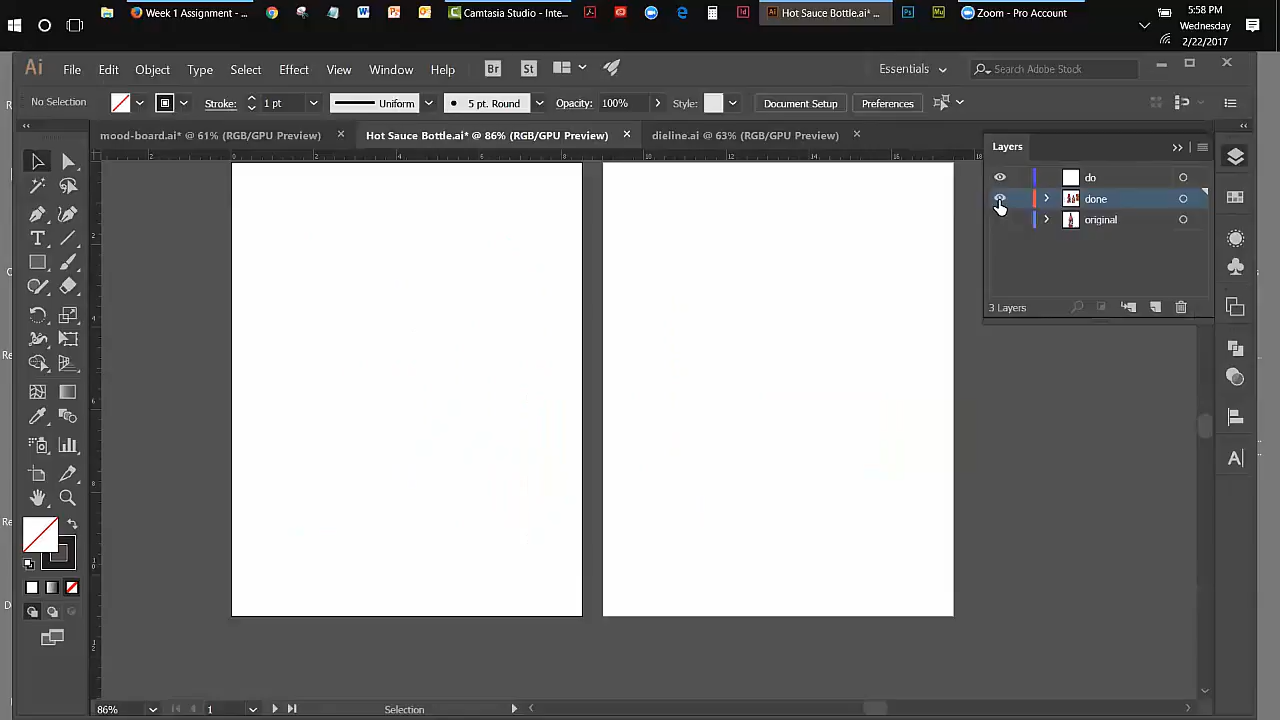 Week 1 Assignment - ...
Camtasia Studio - Inte...
Hot Sauce Bottle.ai* ...
Zoom - Pro Account
5:58 PM
Wednesday
2/22/2017
Ai File Edit Object Type Select Effect View Window Help Br St Essentials Search Adobe Stock
No Selection Stroke: 1 pt Uniform 5 pt. Round Opacity: 100% Style: Document Setup Preferences
mood-board.ai* @ 61% (RGB/GPU Preview) × Hot Sauce Bottle.ai* @ 86% (RGB/GPU Preview) × dieline.ai @ 63% (RGB/GPU Preview) ×
Layers
do
done
original
3 Layers
86% 1 Selection